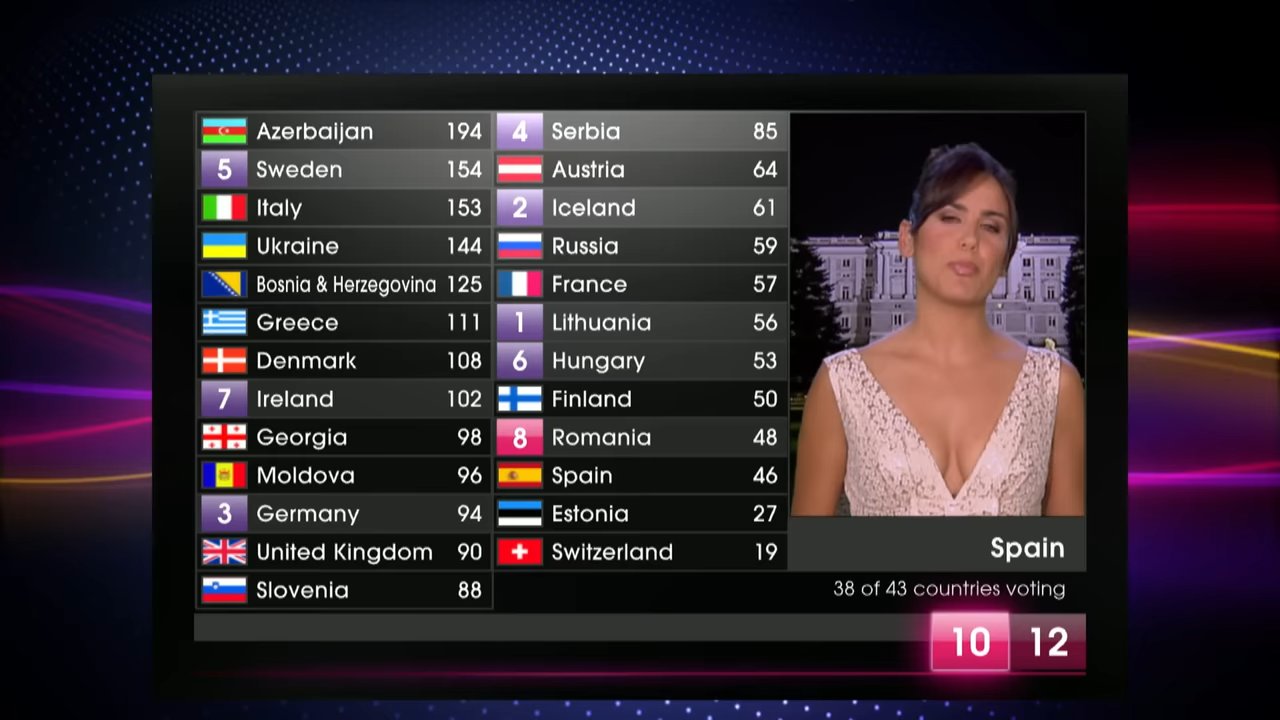 Azerbaijan 194
5 Sweden 154
Italy 153
Ukraine 144
Bosnia & Herzegovina 125
Greece 111
Denmark 108
7 Ireland 102
Georgia 98
Moldova 96
3 Germany 94
United Kingdom 90
Slovenia 88
4 Serbia 85
Austria 64
2 Iceland 61
Russia 59
France 57
1 Lithuania 56
6 Hungary 53
Finland 50
8 Romania 48
Spain 46
Estonia 27
Switzerland 19
Spain
38 of 43 countries voting
10 12